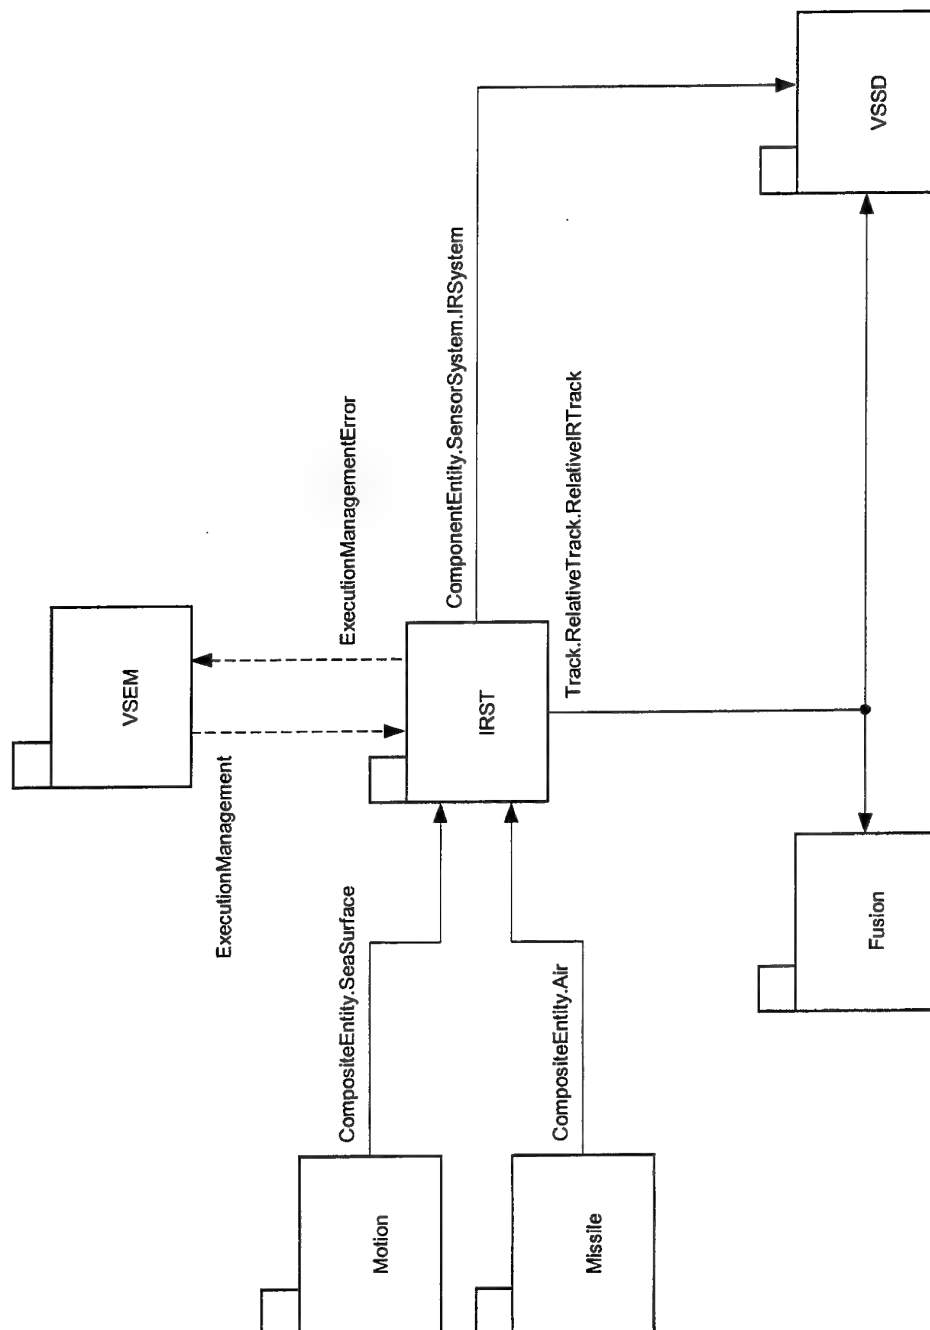 VSEM
ExecutionManagement
ExecutionManagementError
Motion
CompositeEntity.SeaSurface
IRST
ComponentEntity.SensorSystem.IRSystem
Missile
CompositeEntity.Air
Track.RelativeTrack.RelativeIRTrack
Fusion
VSSD